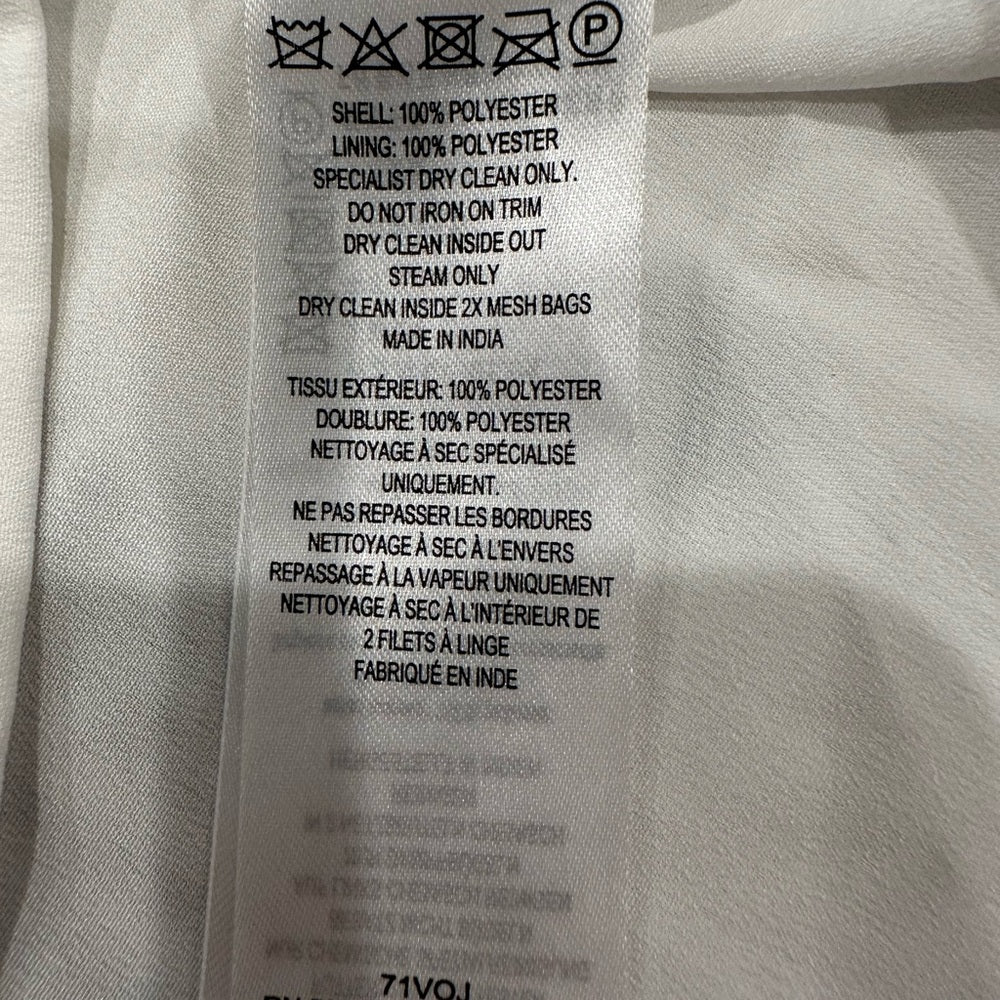 P
SHELL: 100% POLYESTER
LINING: 100% POLYESTER
SPECIALIST DRY CLEAN ONLY.
DO NOT IRON ON TRIM
DRY CLEAN INSIDE OUT
STEAM ONLY
DRY CLEAN INSIDE 2X MESH BAGS
MADE IN INDIA
TISSU EXTÉRIEUR: 100% POLYESTER
DOUBLURE: 100% POLYESTER
NETTOYAGE À SEC SPÉCIALISÉ
UNIQUEMENT.
NE PAS REPASSER LES BORDURES
NETTOYAGE À SEC À L'ENVERS
REPASSAGE À LA VAPEUR UNIQUEMENT
NETTOYAGE À SEC À L'INTÉRIEUR DE
2 FILETS À LINGE
FABRIQUÉ EN INDE
71VOJ